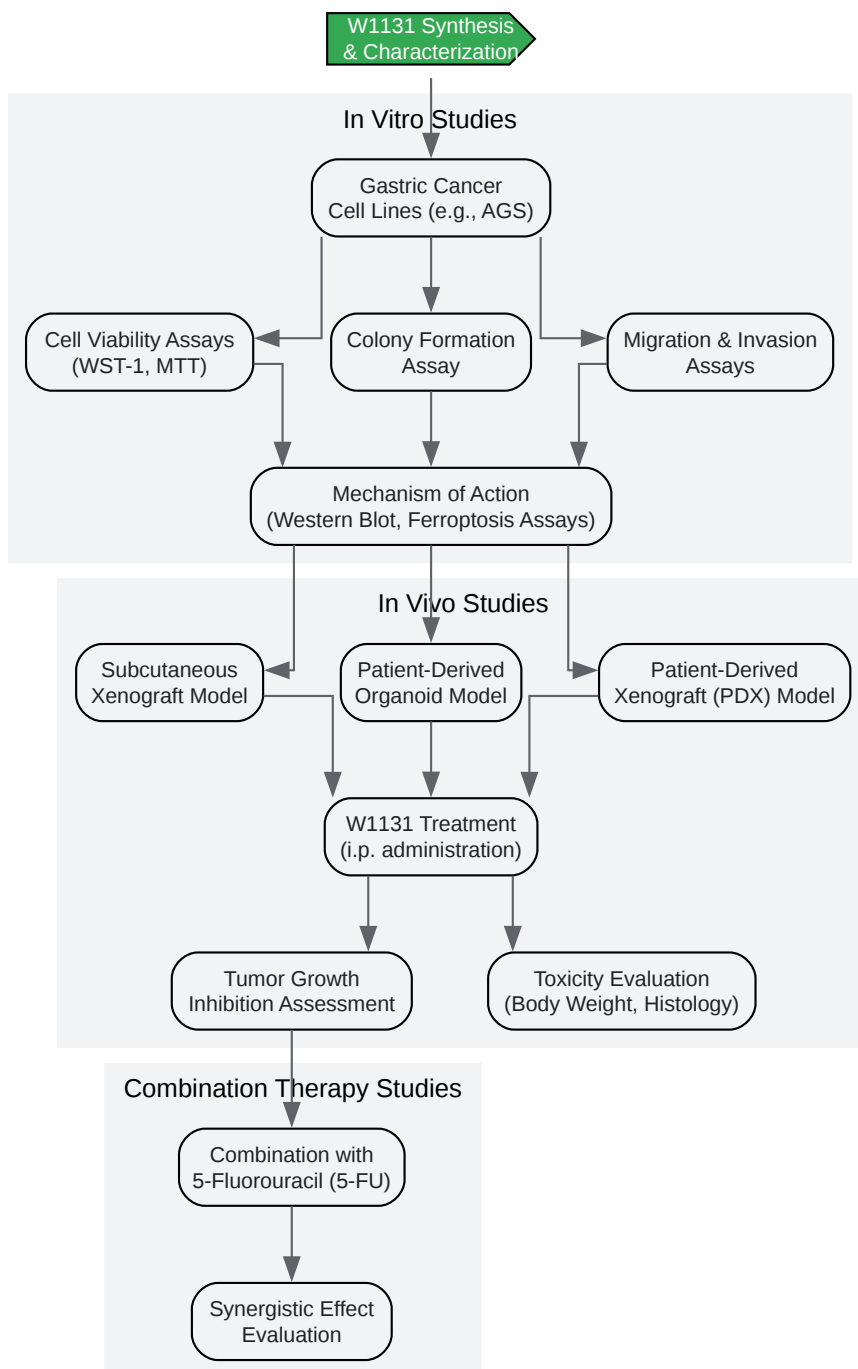 W1131 Synthesis
& Characterization
In Vitro Studies
Gastric Cancer
Cell Lines (e.g., AGS)
Cell Viability Assays
(WST-1, MTT)
Colony Formation
Assay
Migration & Invasion
Assays
Mechanism of Action
(Western Blot, Ferroptosis Assays)
In Vivo Studies
Subcutaneous
Xenograft Model
Patient-Derived
Organoid Model
Patient-Derived
Xenograft (PDX) Model
W1131 Treatment
(i.p. administration)
Tumor Growth
Inhibition Assessment
Toxicity Evaluation
(Body Weight, Histology)
Combination Therapy Studies
Combination with
5-Fluorouracil (5-FU)
Synergistic Effect
Evaluation